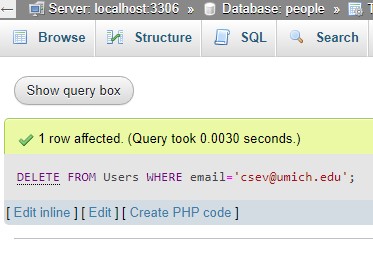 Server: localhost:3306 » Database: people »
Browse Structure SQL Search
Show query box
1 row affected. (Query took 0.0030 seconds.)
DELETE FROM Users WHERE email='csev@umich.edu';
[ Edit inline ] [ Edit ] [ Create PHP code ]